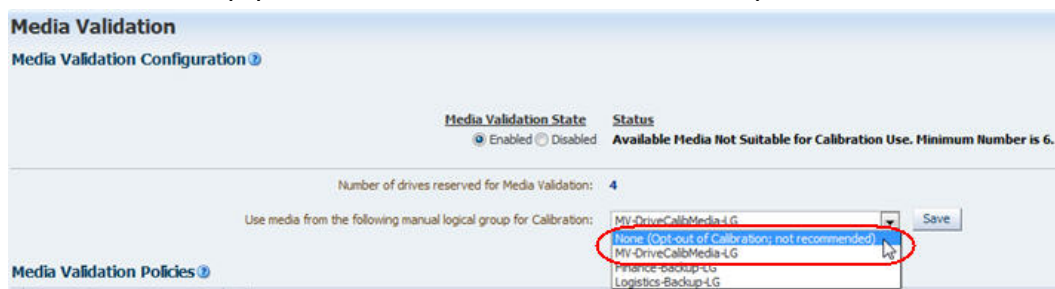 Media Validation
Media Validation Configuration
Media Validation State Status
Enabled Disabled Available Media Not Suitable for Calibration Use. Minimum Number is 6.
Number of drives reserved for Media Validation: 4
Use media from the following manual logical group for Calibration: MV-DriveCalibMedia-LG Save
None (Opt-out of Calibration; not recommended)
MV-DriveCalibMedia-LG
Finance-Backup-LG
Media Validation Policies
Logistics-Backup-LG